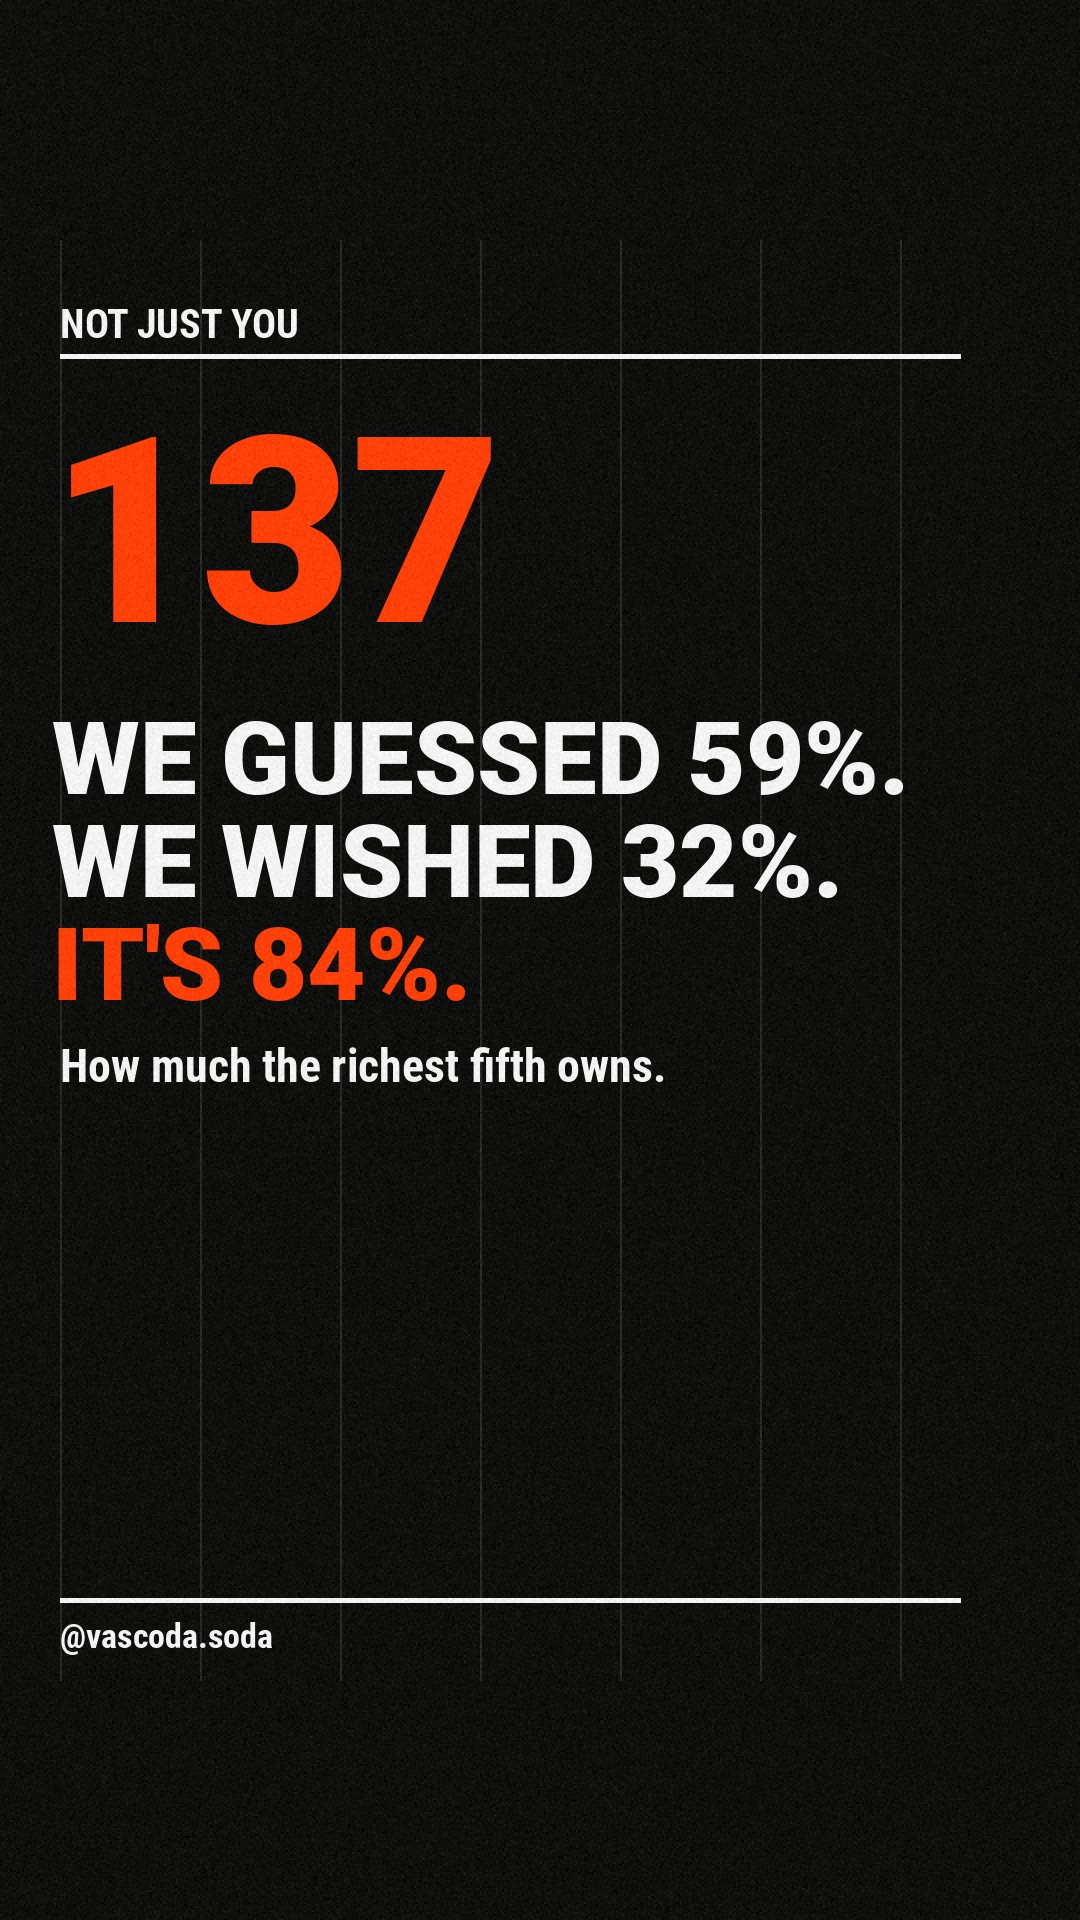 NOT JUST YOU
137
WE GUESSED 59%.
WE WISHED 32%.
IT'S 84%.
How much the richest fifth owns.
@vascoda.soda